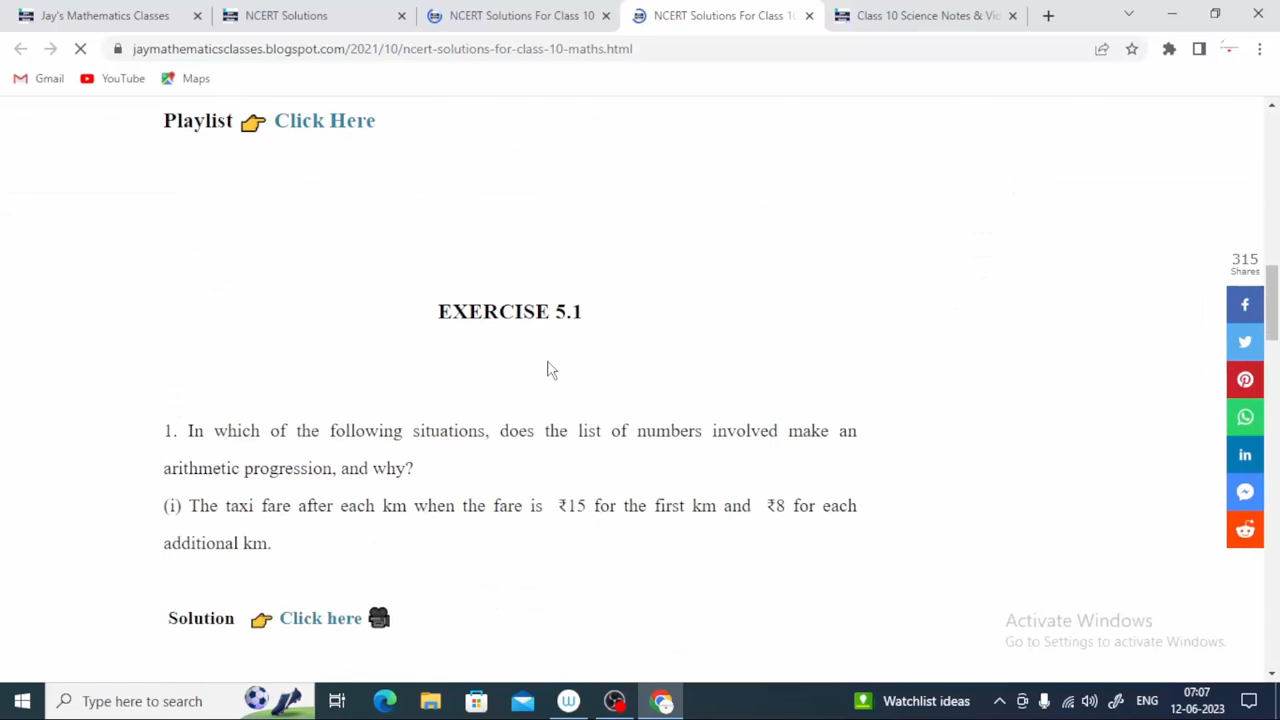 Jay's Mathematics Classes
NCERT Solutions
NCERT Solutions For Class 10
NCERT Solutions For Class 10
Class 10 Science Notes & Vid
jaymathematicsclasses.blogspot.com/2021/10/ncert-solutions-for-class-10-maths.html
Gmail YouTube Maps
Playlist 👉 Click Here
EXERCISE 5.1
1. In which of the following situations, does the list of numbers involved make an
arithmetic progression, and why?
(i) The taxi fare after each km when the fare is ₹15 for the first km and ₹8 for each
additional km.
Solution 👉 Click here 🎥
315
Shares
Activate Windows
Go to Settings to activate Windows.
Type here to search
Watchlist ideas
ENG
07:07
12-06-2023